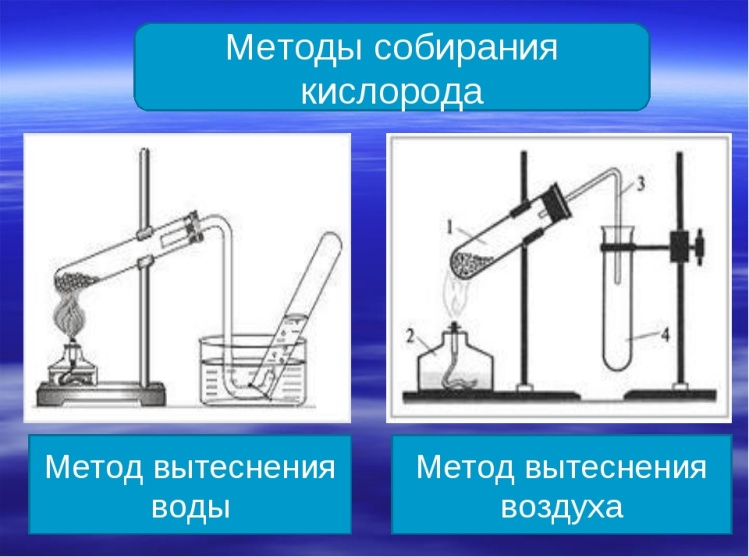 Методы собирания
кислорода
1
2
3
4
Метод вытеснения
воды
Метод вытеснения
воздуха